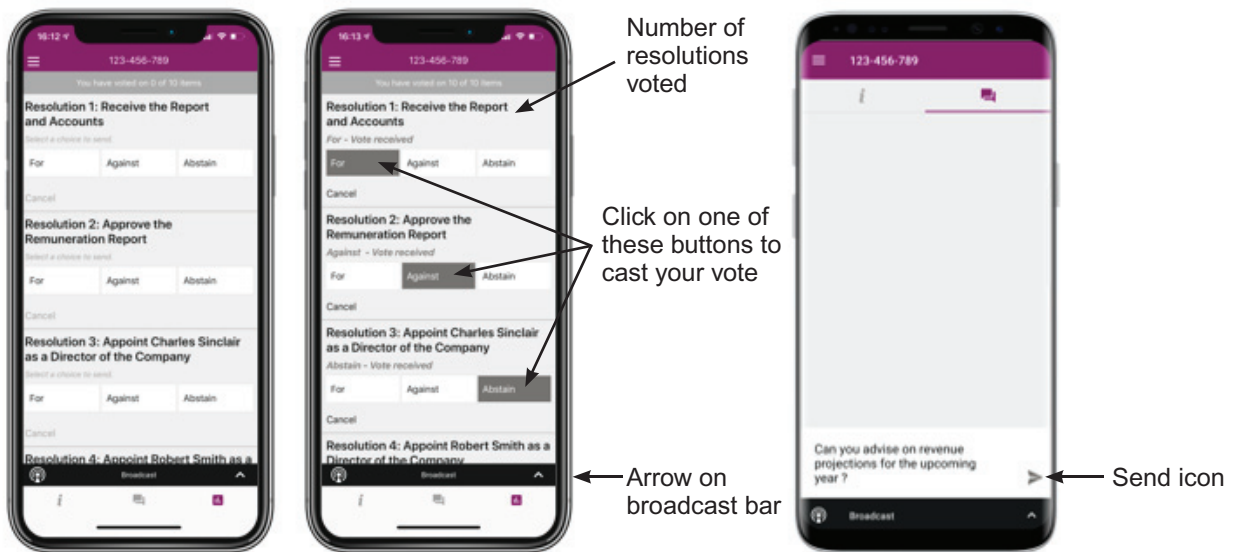 16:12
123-456-789
You have voted on 0 of 10 items
Resolution 1: Receive the Report
and Accounts
Select a choice to send.
For Against Abstain
Cancel
Resolution 2: Approve the
Remuneration Report
Select a choice to send.
For Against Abstain
Cancel
Resolution 3: Appoint Charles Sinclair
as a Director of the Company
Select a choice to send.
For Against Abstain
Cancel
Resolution 4: Appoint Robert Smith as a
Broadcast
i
16:13
123-456-789
You have voted on 10 of 10 items
Resolution 1: Receive the Report
and Accounts
For - Vote received
For Against Abstain
Cancel
Resolution 2: Approve the
Remuneration Report
Against - Vote received
For Against Abstain
Cancel
Resolution 3: Appoint Charles Sinclair
as a Director of the Company
Abstain - Vote received
For Against Abstain
Cancel
Resolution 4: Appoint Robert Smith as a
Director of the Company
Broadcast
i
Number of
resolutions
voted
Click on one of
these buttons to
cast your vote
Arrow on
broadcast bar
123-456-789
i
Can you advise on revenue
projections for the upcoming
year ?
Broadcast
Send icon